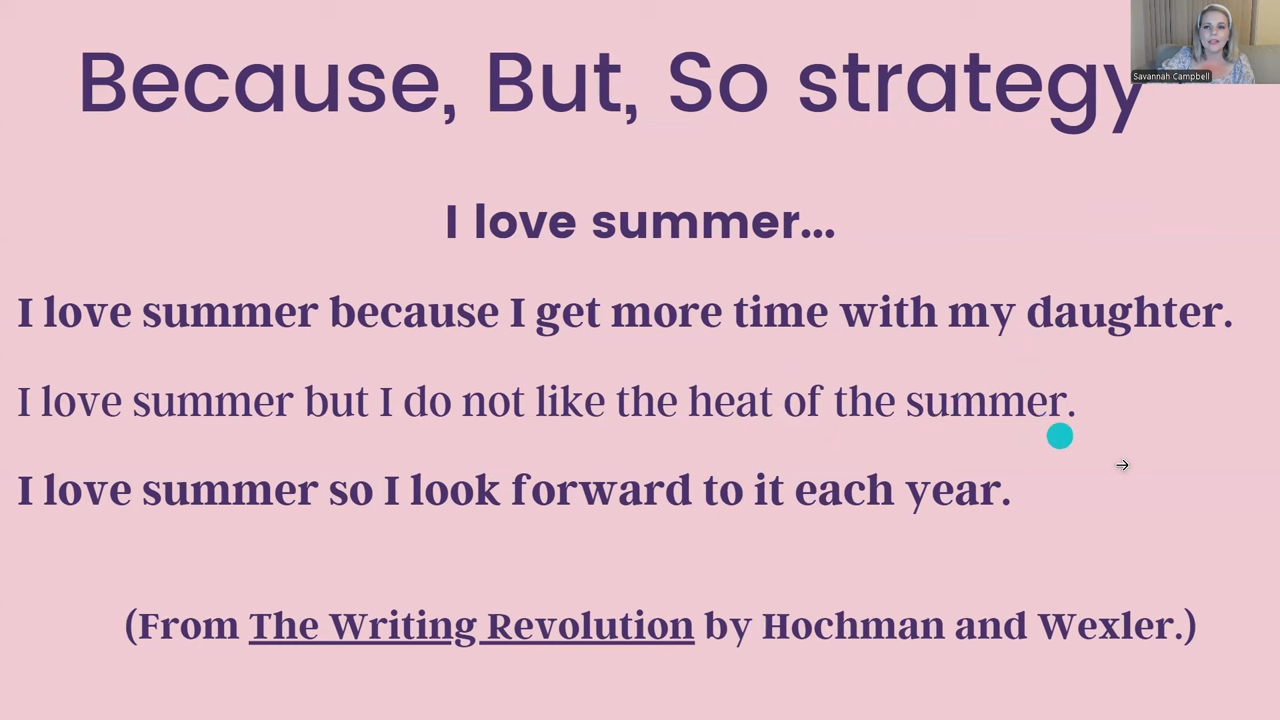 Because, But, So strategy
Savannah Campbell
I love summer...
I love summer because I get more time with my daughter.
I love summer but I do not like the heat of the summer.
I love summer so I look forward to it each year.
(From The Writing Revolution by Hochman and Wexler.)